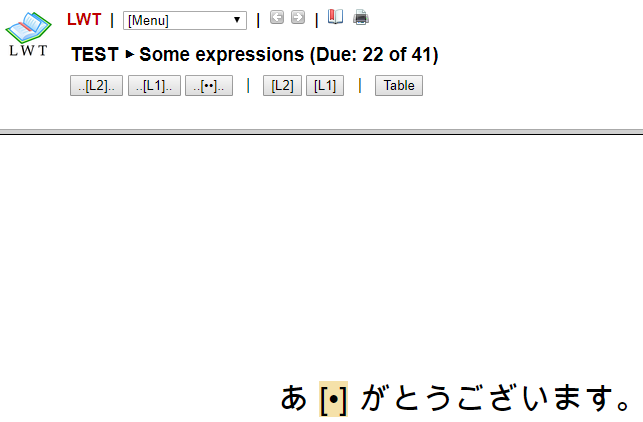 LWT | [Menu] | |
LWT
TEST ▸ Some expressions (Due: 22 of 41)
..[L2].. ..[L1].. ..[••].. | [L2] [L1] | Table
あ [•] がとうございます。